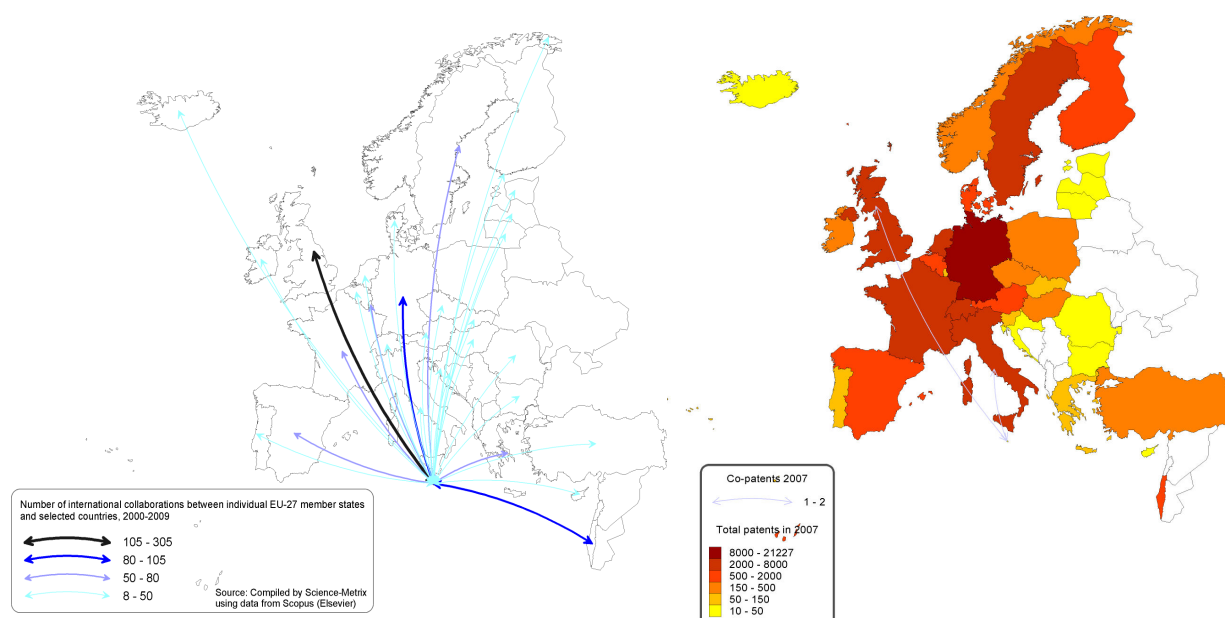 Number of international collaborations between individual EU-27 member states
and selected countries, 2000-2009
105 - 305
80 - 105
50 - 80
8 - 50
Source: Compiled by Science-Metrix
using data from Scopus (Elsevier)
Co-patents 2007
1 - 2
Total patents in 2007
8000 - 21227
2000 - 8000
500 - 2000
150 - 500
50 - 150
10 - 50